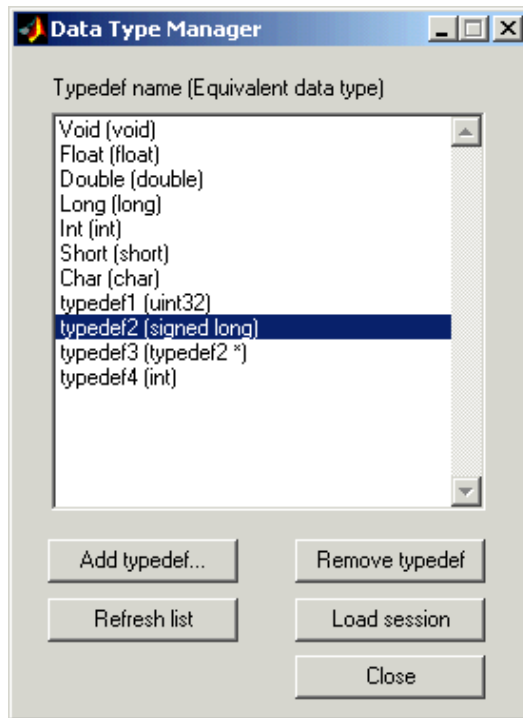 Data Type Manager
Typedef name (Equivalent data type)
Void (void)
Float (float)
Double (double)
Long (long)
Int (int)
Short (short)
Char (char)
typedef1 (uint32)
typedef2 (signed long)
typedef3 (typedef2 *)
typedef4 (int)
Add typedef... Remove typedef
Refresh list Load session
Close